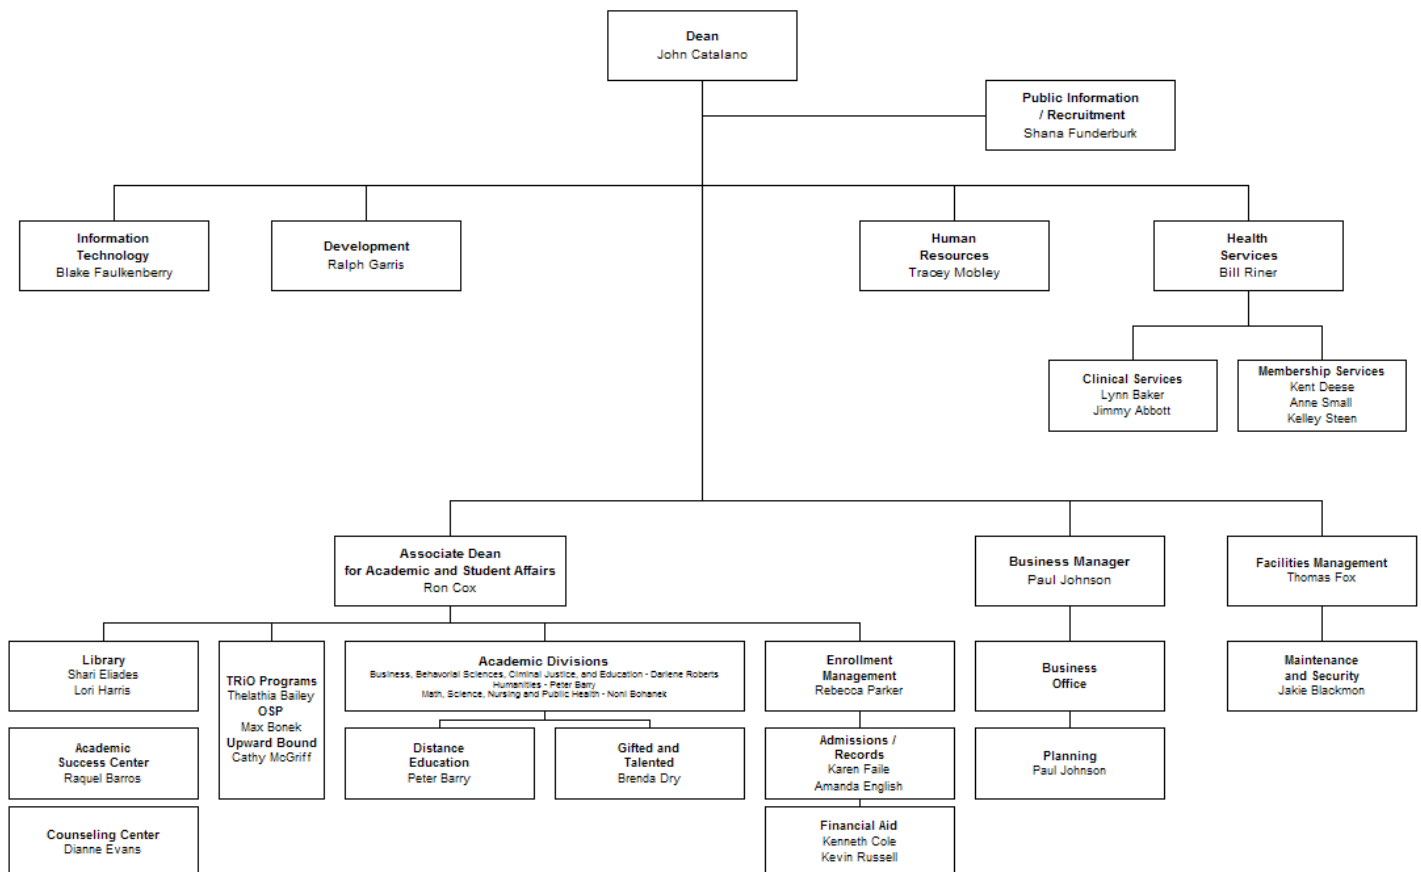 Dean
John Catalano
Public Information
/ Recruitment
Shana Funderburk
Information
Technology
Blake Faulkenberry
Development
Ralph Garris
Human
Resources
Tracey Mobley
Health
Services
Bill Riner
Clinical Services
Lynn Baker
Jimmy Abbott
Membership Services
Kent Deese
Anne Small
Kelley Steen
Associate Dean
for Academic and Student Affairs
Ron Cox
Business Manager
Paul Johnson
Facilities Management
Thomas Fox
Library
Shari Eliades
Lori Harris
TRiO Programs
Thelathia Bailey
OSP
Max Bonek
Upward Bound
Cathy McGriff
Academic Divisions
Business, Behavorial Sciences, Ciminal Justice, and Education - Darlene Roberts
Humanities - Peter Barry
Math, Science, Nursing and Public Health - Noni Bohanek
Enrollment
Management
Rebecca Parker
Business
Office
Maintenance
and Security
Jakie Blackmon
Academic
Success Center
Raquel Barros
Distance
Education
Peter Barry
Gifted and
Talented
Brenda Dry
Admissions /
Records
Karen Faile
Amanda English
Planning
Paul Johnson
Counseling Center
Dianne Evans
Financial Aid
Kenneth Cole
Kevin Russell